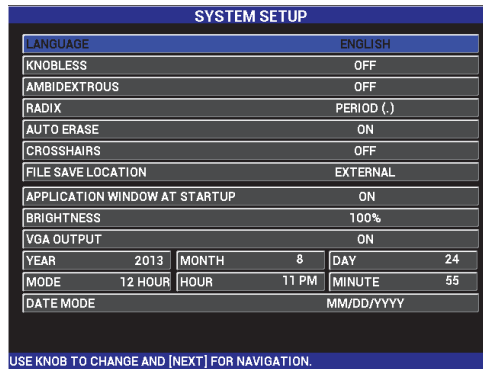 SYSTEM SETUP
LANGUAGE ENGLISH
KNOBLESS OFF
AMBIDEXTROUS OFF
RADIX PERIOD (.)
AUTO ERASE ON
CROSSHAIRS OFF
FILE SAVE LOCATION EXTERNAL
APPLICATION WINDOW AT STARTUP ON
BRIGHTNESS 100%
VGA OUTPUT ON
YEAR 2013 MONTH 8 DAY 24
MODE 12 HOUR HOUR 11 PM MINUTE 55
DATE MODE MM/DD/YYYY
USE KNOB TO CHANGE AND [NEXT] FOR NAVIGATION.